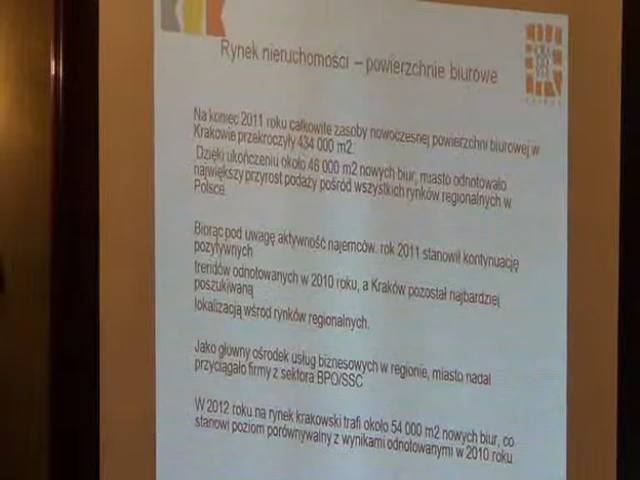 Rynek nieruchomości – powierzchnie biurowe
Na koniec 2011 roku całkowite zasoby nowoczesnej powierzchni biurowej w
Krakowie przekroczyły 434 000 m2.
Dzięki ukończeniu około 46 000 m2 nowych biur, miasto odnotowało
największy przyrost podaży pośród wszystkich rynków regionalnych w
Polsce.
Biorąc pod uwagę aktywność najemców, rok 2011 stanowił kontynuację
pozytywnych
trendów odnotowanych w 2010 roku, a Kraków pozostał najbardziej
poszukiwaną
lokalizacją wśród rynków regionalnych.
Jako główny ośrodek usług biznesowych w regionie, miasto nadal
przyciągało firmy z sektora BPO/SSC
W 2012 roku na rynek krakowski trafi około 54 000 m2 nowych biur, co
stanowi poziom porównywalny z wynikami odnotowanymi w 2010 roku